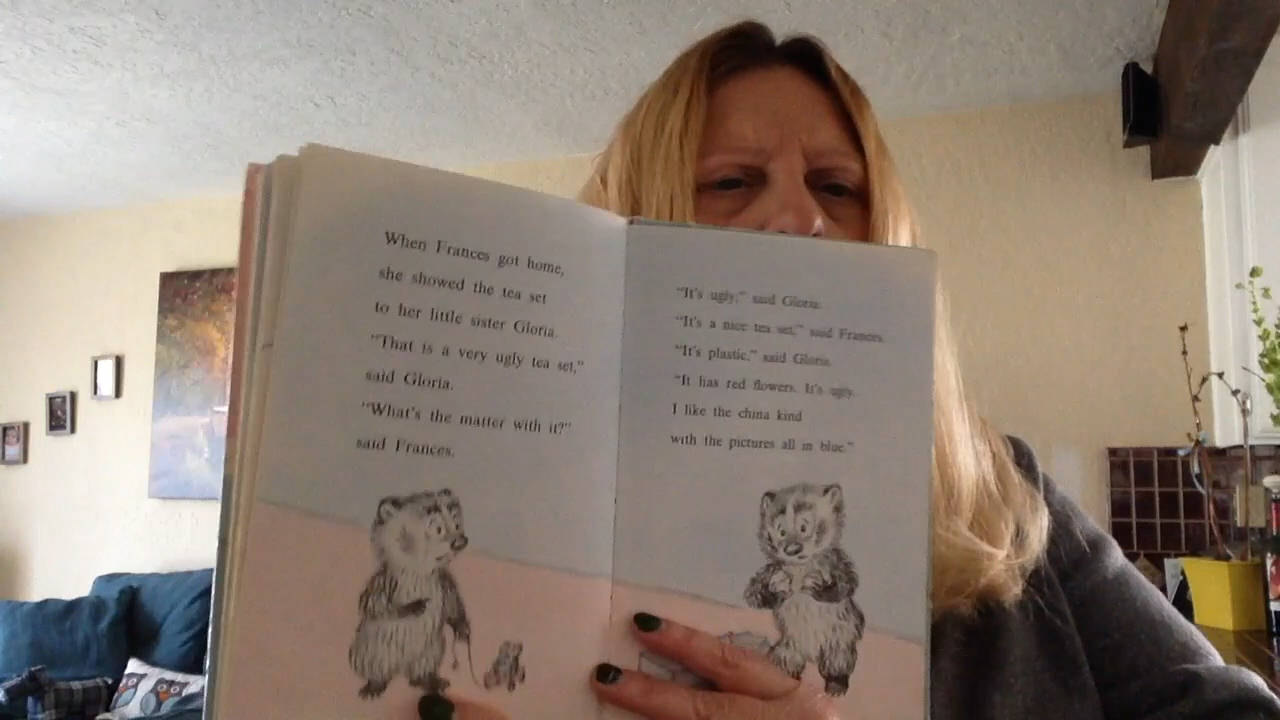 When Frances got home,
she showed the tea set
to her little sister Gloria.
"That is a very ugly tea set,"
said Gloria.
"What's the matter with it?"
said Frances.
"It's ugly," said Gloria.
"It's a nice tea set," said Frances.
"It's plastic," said Gloria.
"It has red flowers. It's ugly.
I like the china kind
with the pictures all in blue."